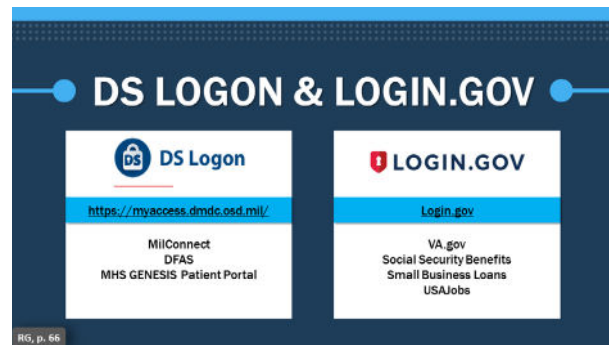 DS LOGON & LOGIN.GOV
DS DS Logon
https://myaccess.dmdc.osd.mil/
MilConnect
DFAS
MHS GENESIS Patient Portal
LOGIN.GOV
Login.gov
VA.gov
Social Security Benefits
Small Business Loans
USAJobs
RG, p. 66